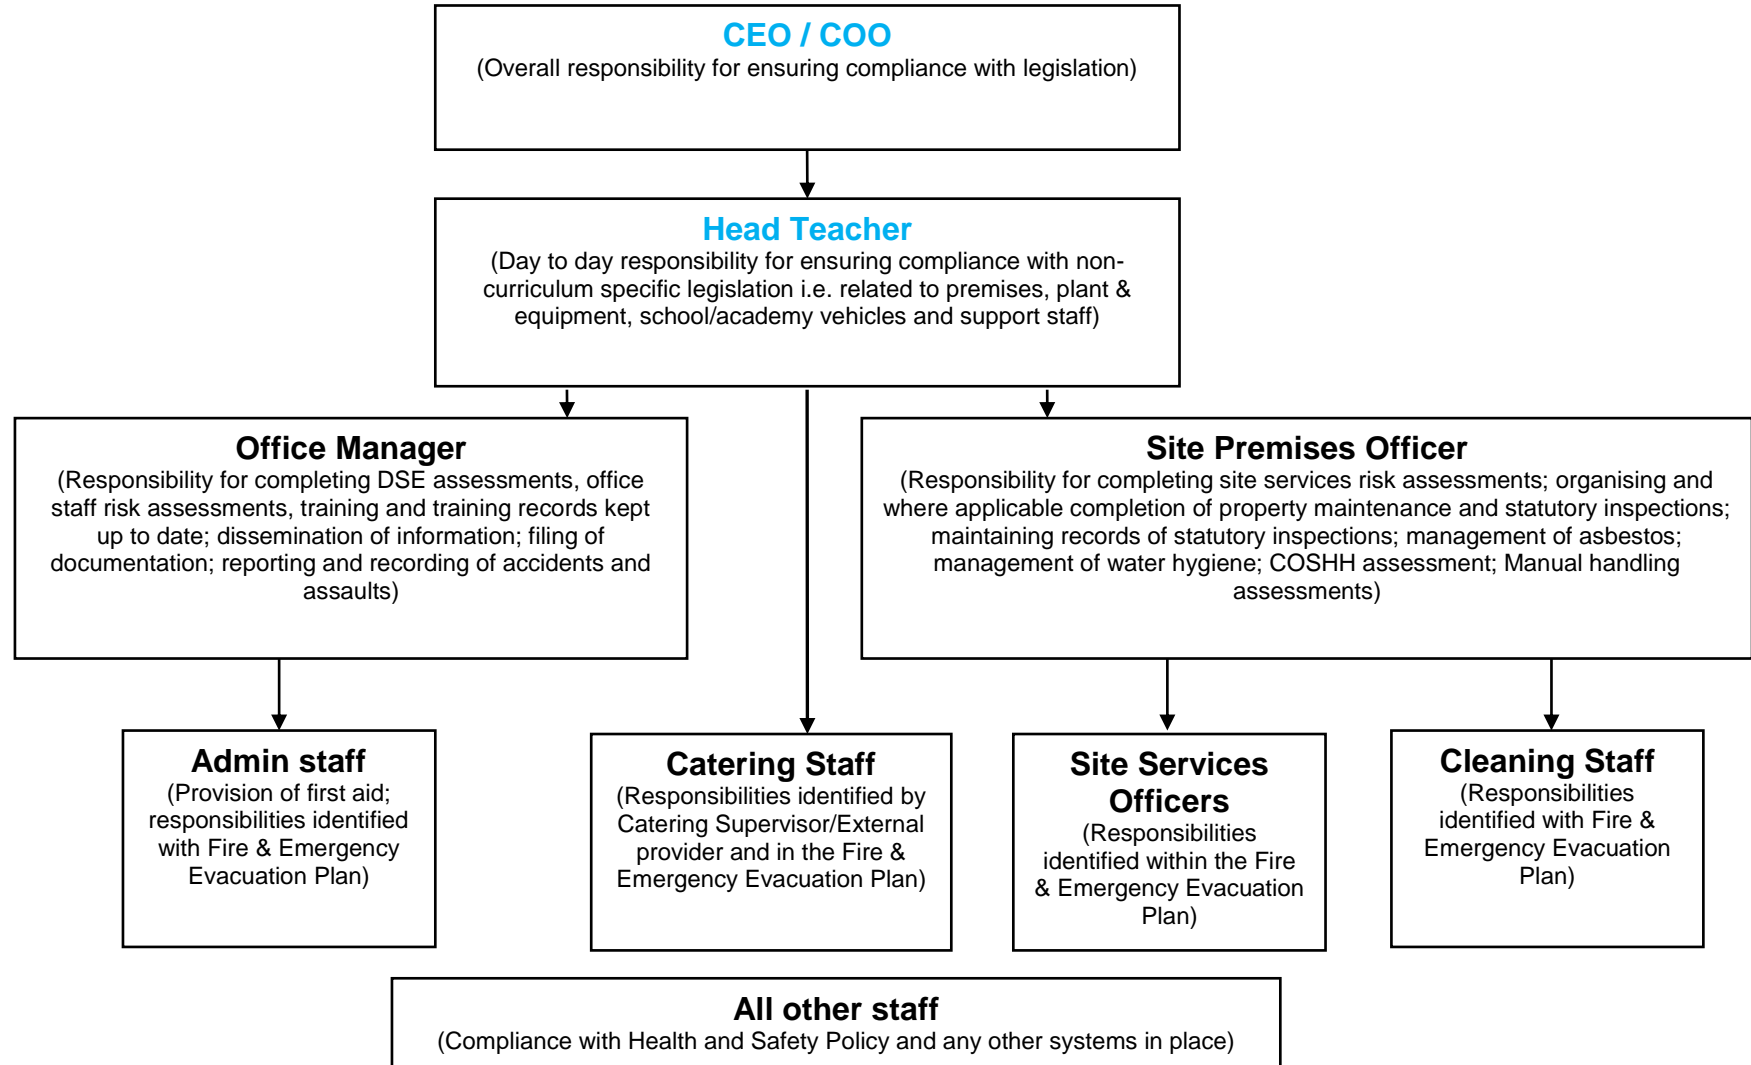 CEO / COO
(Overall responsibility for ensuring compliance with legislation)
Head Teacher
(Day to day responsibility for ensuring compliance with non-
curriculum specific legislation i.e. related to premises, plant &
equipment, school/academy vehicles and support staff)
Office Manager
(Responsibility for completing DSE assessments, office
staff risk assessments, training and training records kept
up to date; dissemination of information; filing of
documentation; reporting and recording of accidents and
assaults)
Site Premises Officer
(Responsibility for completing site services risk assessments; organising and
where applicable completion of property maintenance and statutory inspections;
maintaining records of statutory inspections; management of asbestos;
management of water hygiene; COSHH assessment; Manual handling
assessments)
Admin staff
(Provision of first aid;
responsibilities identified
with Fire & Emergency
Evacuation Plan)
Catering Staff
(Responsibilities identified by
Catering Supervisor/External
provider and in the Fire &
Emergency Evacuation Plan)
Site Services
Officers
(Responsibilities
identified within the Fire
& Emergency Evacuation
Plan)
Cleaning Staff
(Responsibilities
identified with Fire &
Emergency Evacuation
Plan)
All other staff
(Compliance with Health and Safety Policy and any other systems in place)